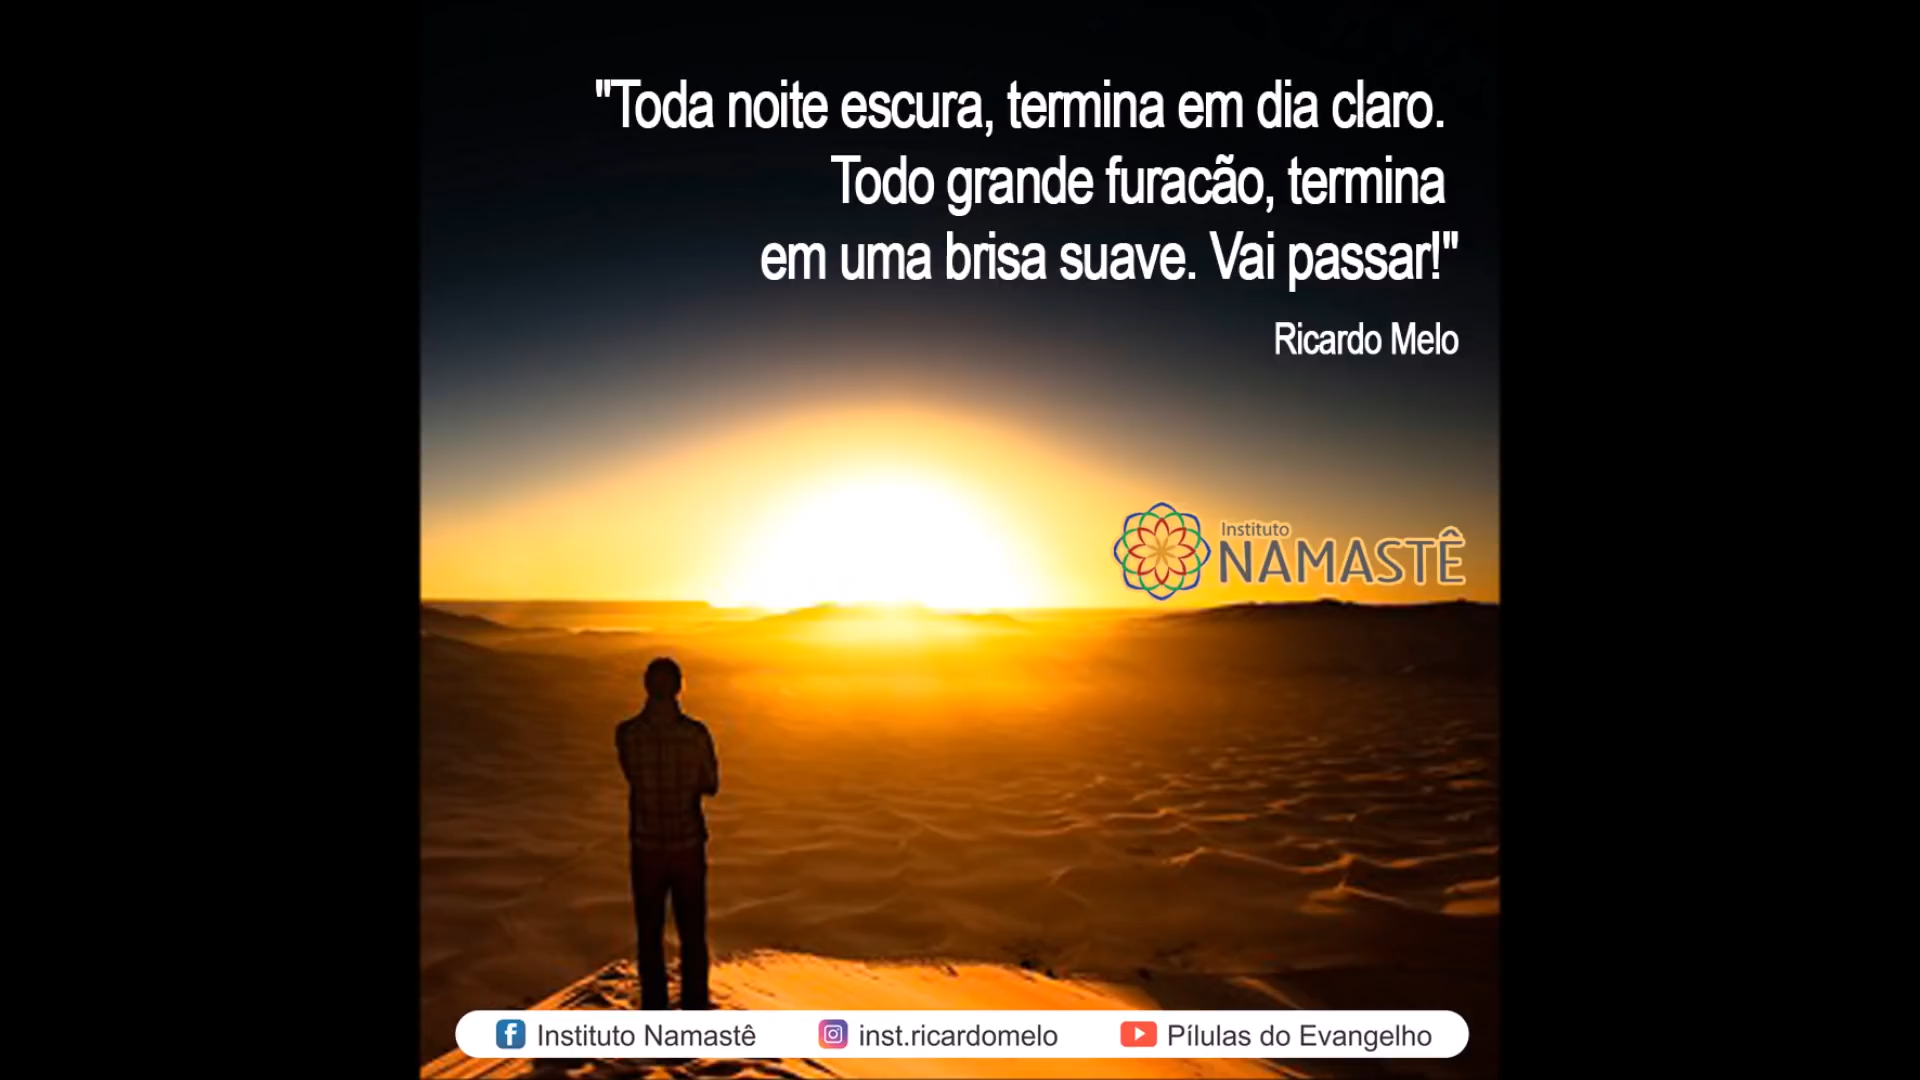 "Toda noite escura, termina em dia claro.
Todo grande furacão, termina
em uma brisa suave. Vai passar!"
Ricardo Melo
Instituto
NAMASTÊ
Instituto Namastê
inst.ricardomelo
Pílulas do Evangelho